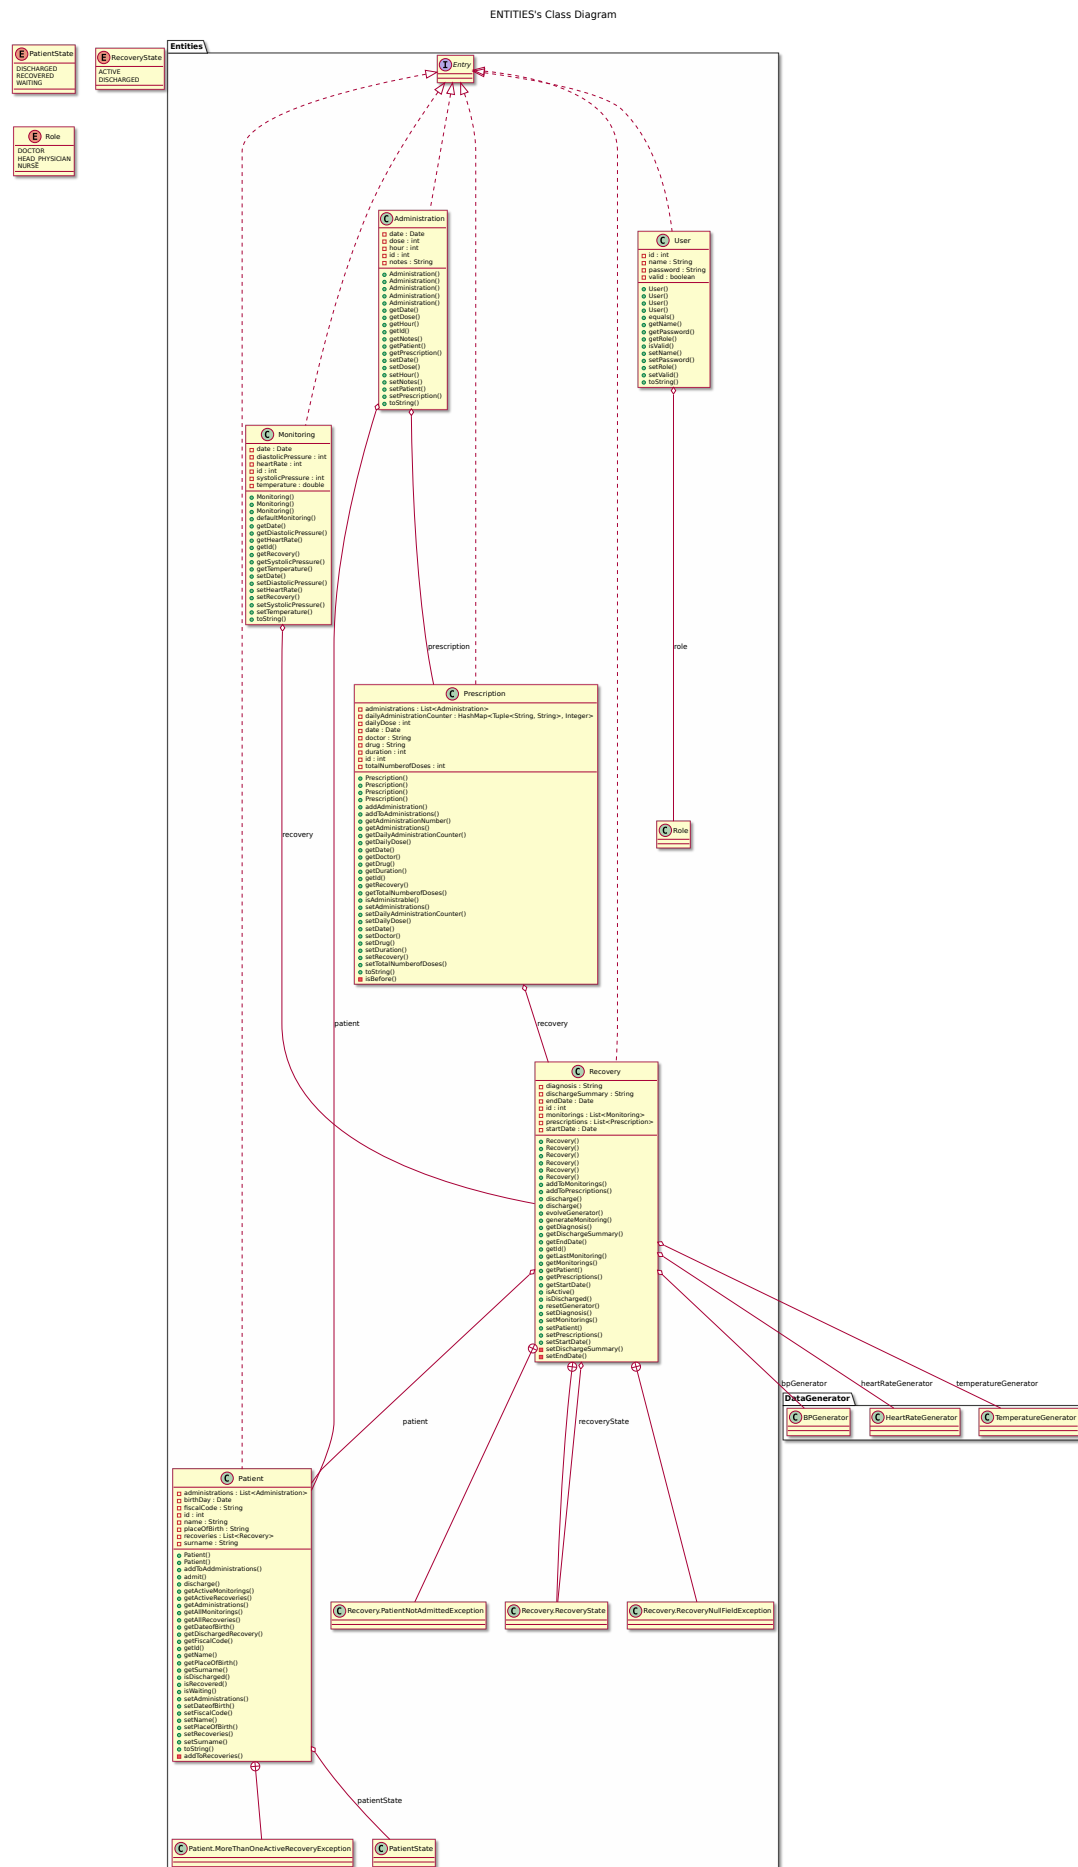 ENTITIES's Class Diagram
E PatientState
DISCHARGED
RECOVERED
WAITING
E RecoveryState
ACTIVE
DISCHARGED
E Role
DOCTOR
HEAD_PHYSICIAN
NURSE
Entities
I Entry
C Administration
date : Date
dose : int
hour : int
id : int
notes : String
Administration()
Administration()
Administration()
Administration()
Administration()
getDate()
getDose()
getHour()
getId()
getNotes()
getPatient()
getPrescription()
setDate()
setDose()
setHour()
setNotes()
setPatient()
setPrescription()
toString()
C User
id : int
name : String
password : String
valid : boolean
User()
User()
User()
User()
equals()
getName()
getPassword()
getRole()
isValid()
setName()
setPassword()
setRole()
setValid()
toString()
C Monitoring
date : Date
diastolicPressure : int
heartRate : int
id : int
systolicPressure : int
temperature : double
Monitoring()
Monitoring()
Monitoring()
defaultMonitoring()
getDate()
getDiastolicPressure()
getHeartRate()
getId()
getRecovery()
getSystolicPressure()
getTemperature()
setDate()
setDiastolicPressure()
setHeartRate()
setRecovery()
setSystolicPressure()
setTemperature()
toString()
prescription
role
C Prescription
administrations : List<Administration>
dailyAdministrationCounter : HashMap<Tuple<String, String>, Integer>
dailyDose : int
date : Date
doctor : String
drug : String
duration : int
id : int
totalNumberofDoses : int
Prescription()
Prescription()
Prescription()
Prescription()
addAdministration()
addToAdministrations()
getAdministrationNumber()
getAdministrations()
getDailyAdministrationCounter()
getDailyDose()
getDate()
getDoctor()
getDrug()
getDuration()
getId()
getRecovery()
getTotalNumberofDoses()
isAdministrable()
setAdministrations()
setDailyAdministrationCounter()
setDailyDose()
setDate()
setDoctor()
setDrug()
setDuration()
setRecovery()
setTotalNumberofDoses()
toString()
isBefore()
C Role
recovery
patient
recovery
C Recovery
diagnosis : String
dischargeSummary : String
endDate : Date
id : int
monitorings : List<Monitoring>
prescriptions : List<Prescription>
startDate : Date
Recovery()
Recovery()
Recovery()
Recovery()
Recovery()
Recovery()
addToMonitorings()
addToPrescriptions()
discharge()
discharge()
evolveGenerator()
generateMonitoring()
getDiagnosis()
getDischargeSummary()
getEndDate()
getId()
getLastMonitoring()
getMonitorings()
getPatient()
getPrescriptions()
getStartDate()
isActive()
isDischarged()
resetGenerator()
setDiagnosis()
setMonitorings()
setPatient()
setPrescriptions()
setStartDate()
setDischargeSummary()
setEndDate()
bpGenerator
heartRateGenerator
temperatureGenerator
DataGenerator
C BPGenerator
C HeartRateGenerator
C TemperatureGenerator
patient
recoveryState
C Patient
administrations : List<Administration>
birthDay : Date
fiscalCode : String
id : int
name : String
placeOfBirth : String
recoveries : List<Recovery>
surname : String
Patient()
Patient()
addToAddministrations()
admit()
discharge()
getActiveMonitorings()
getActiveRecoveries()
getAdministrations()
getAllMonitorings()
getAllRecoveries()
getDateofBirth()
getDischargedRecovery()
getFiscalCode()
getId()
getName()
getPlaceOfBirth()
getSurname()
isDischarged()
isRecovered()
isWaiting()
setAdministrations()
setDateofBirth()
setFiscalCode()
setName()
setPlaceOfBirth()
setRecoveries()
setSurname()
toString()
addToRecoveries()
C Recovery.PatientNotAdmittedException
C Recovery.RecoveryState
C Recovery.RecoveryNullFieldException
patientState
C Patient.MoreThanOneActiveRecoveryException
C PatientState